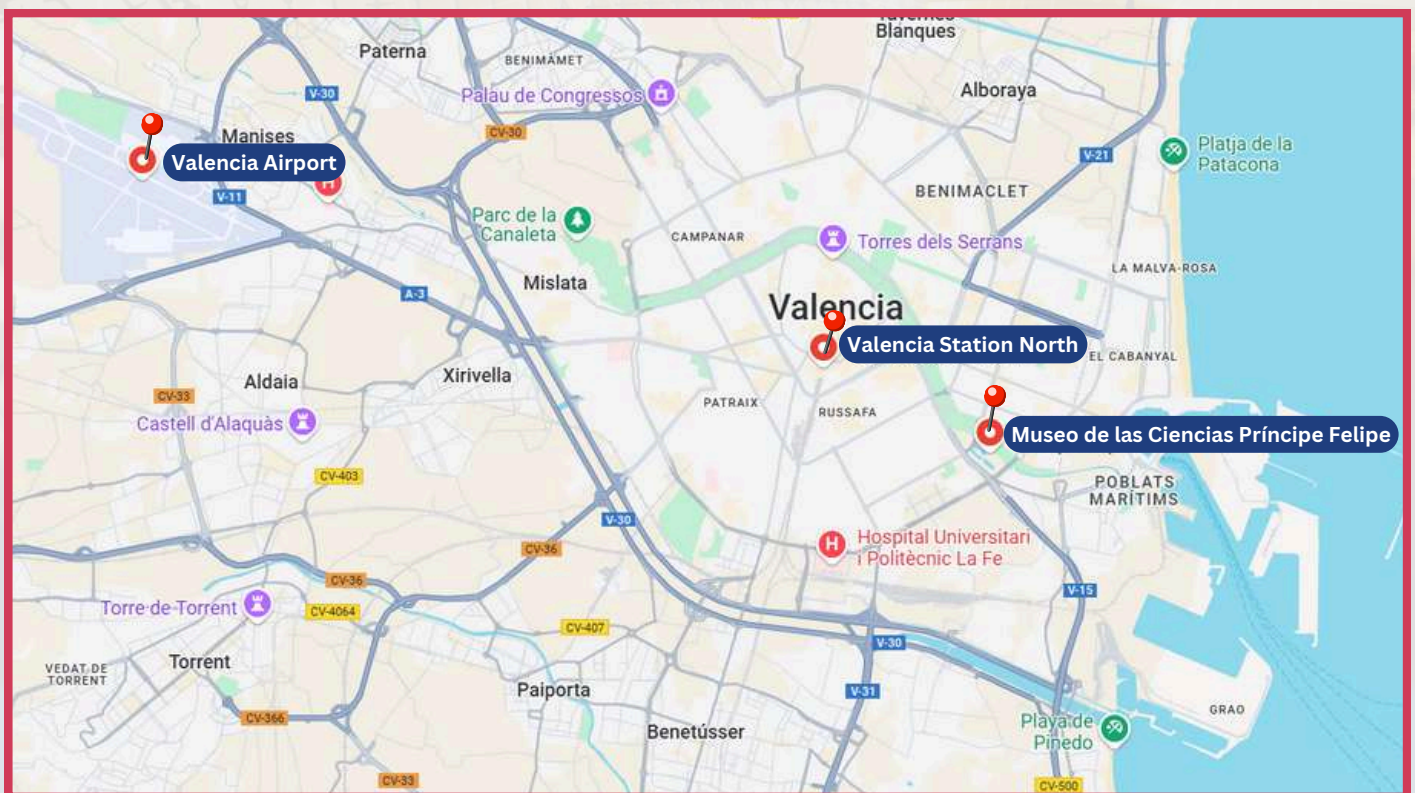 Tavernes
Blanques
Paterna
BENIMÀMET
Palau de Congressos
Alboraya
V-30
CV-30
Manises
Valencia Airport
H
V-11
V-21
Platja de la
Patacona
BENIMACLET
Parc de la
Canaleta
CAMPANAR
Torres dels Serrans
LA MALVA-ROSA
Mislata
A-3
Valencia
Valencia Station North
EL CABANYAL
Aldaia
Xirivella
CV-33
PATRAIX
RUSSAFA
Castell d'Alaquàs
Museo de las Ciencias Príncipe Felipe
CV-403
POBLATS
MARÍTIMS
V-30
H
Hospital Universitari
i Politècnic La Fe
CV-36
CV-36
V-15
Torre de Torrent
CV-4064
CV-407
V-30
VEDAT DE
TORRENT
Torrent
Paiporta
V-31
CV-366
Benetússer
Playa de
Pinedo
GRAO
CV-33
CV-500